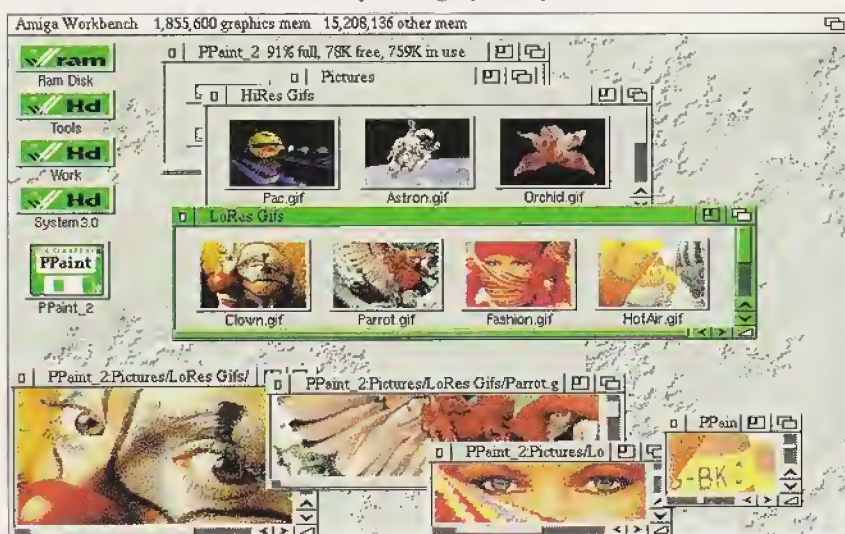 Amiga Workbench 1,855,600 graphics mem 15,208,136 other mem
ram
Ram Disk
Hd
Tools
Hd
Work
Hd
System3.0
PPaint
PPaint_2
PPaint_2 91% full, 78K free, 759K in use
Pictures
HiRes Gifs
Pac.gif
Astron.gif
Orchid.gif
LoRes Gifs
Clown.gif
Parrot.gif
Fashion.gif
HotAir.gif
PPaint_2:Pictures/LoRes Gifs/
PPaint_2:Pictures/LoRes Gifs/Parrot.g
PPaint_2:Pictures/Lo
PPain
G-BK